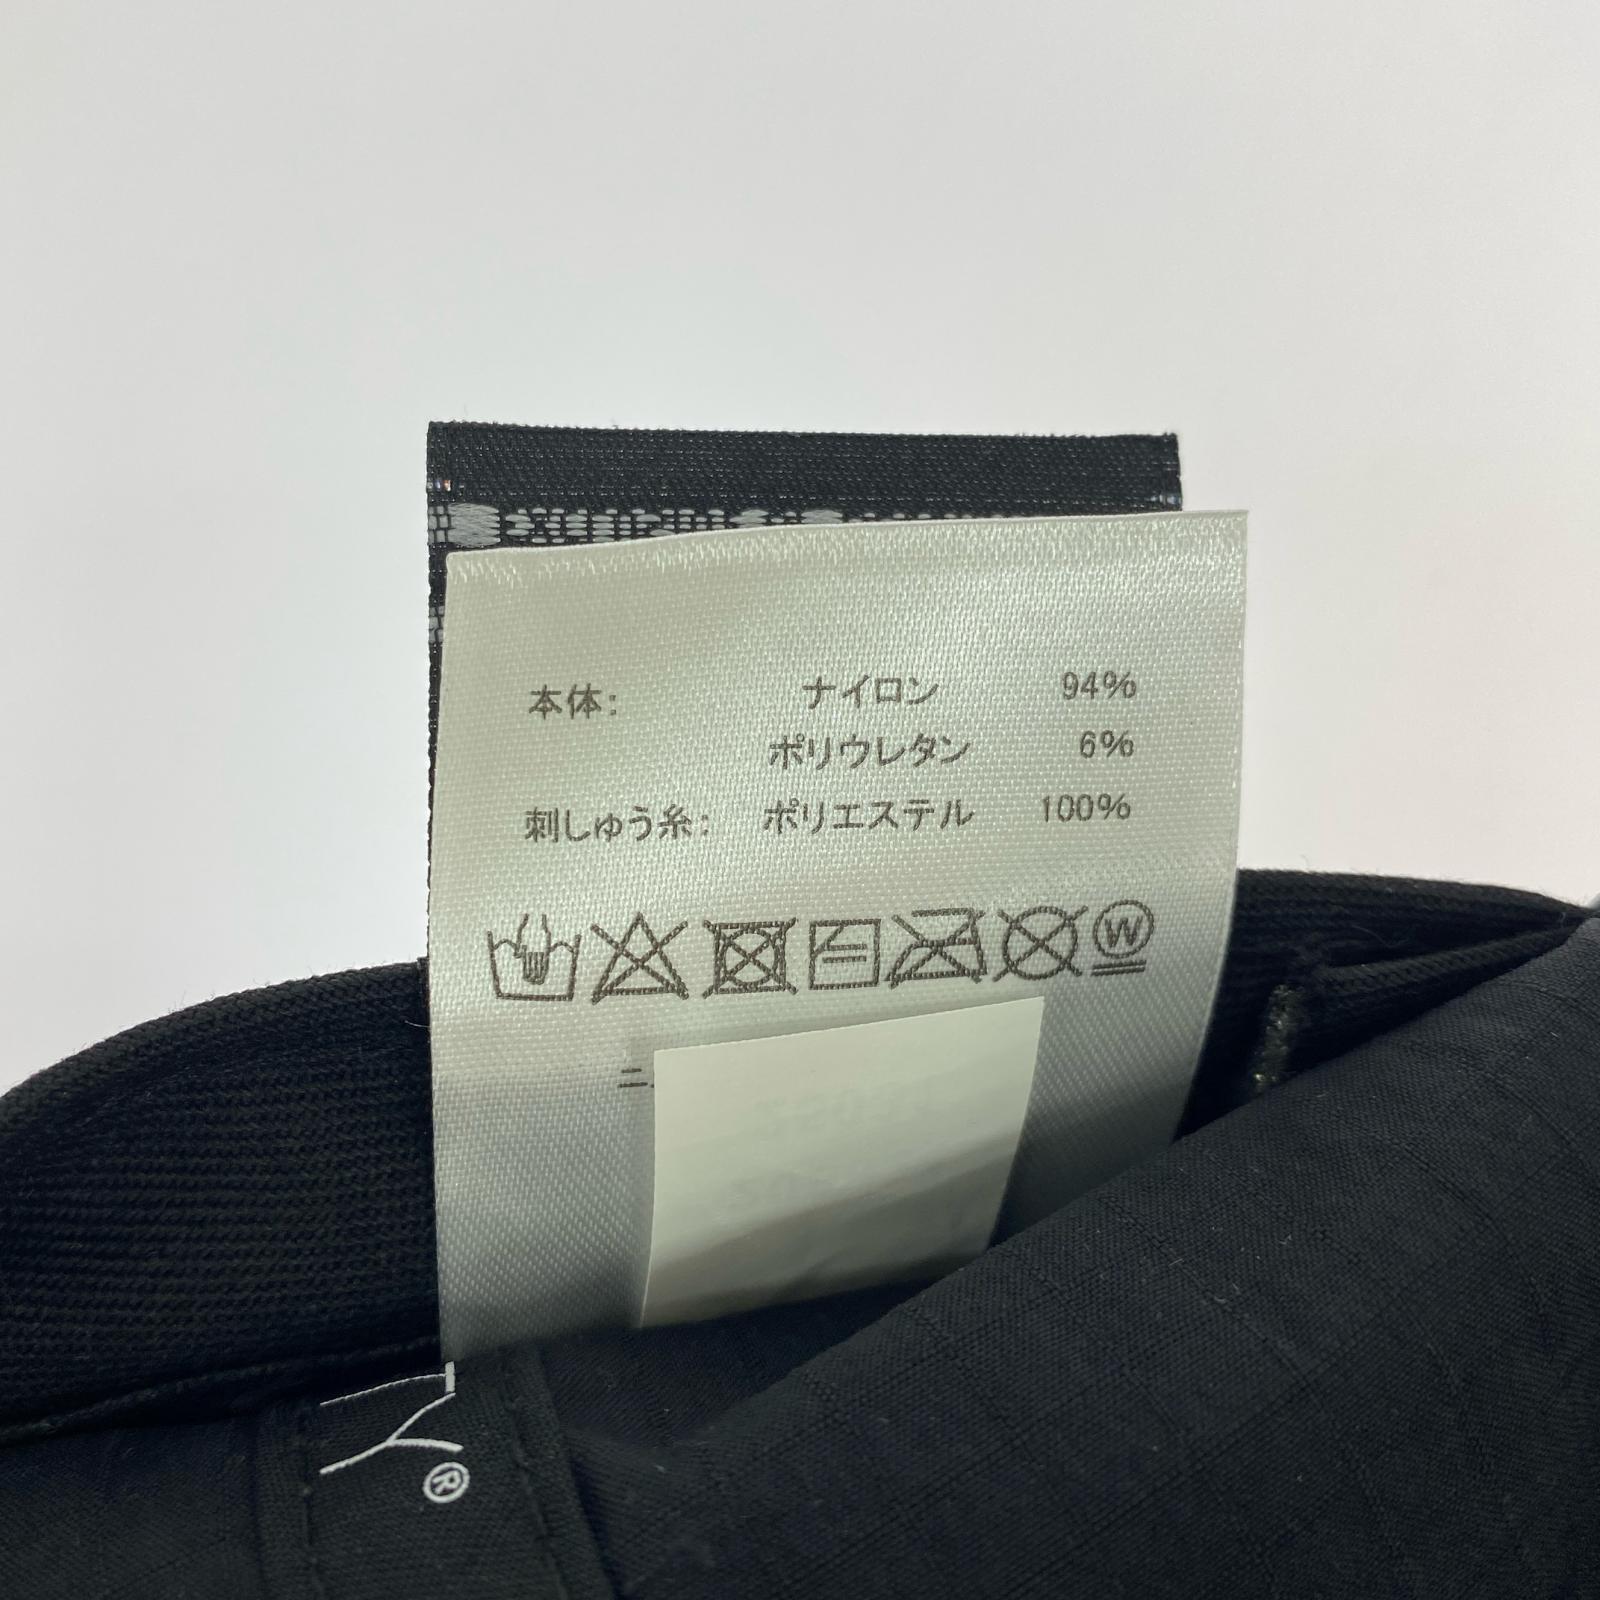 本体: ナイロン 94%
ポリウレタン 6%
刺しゅう糸: ポリエステル 100%
W
Y®